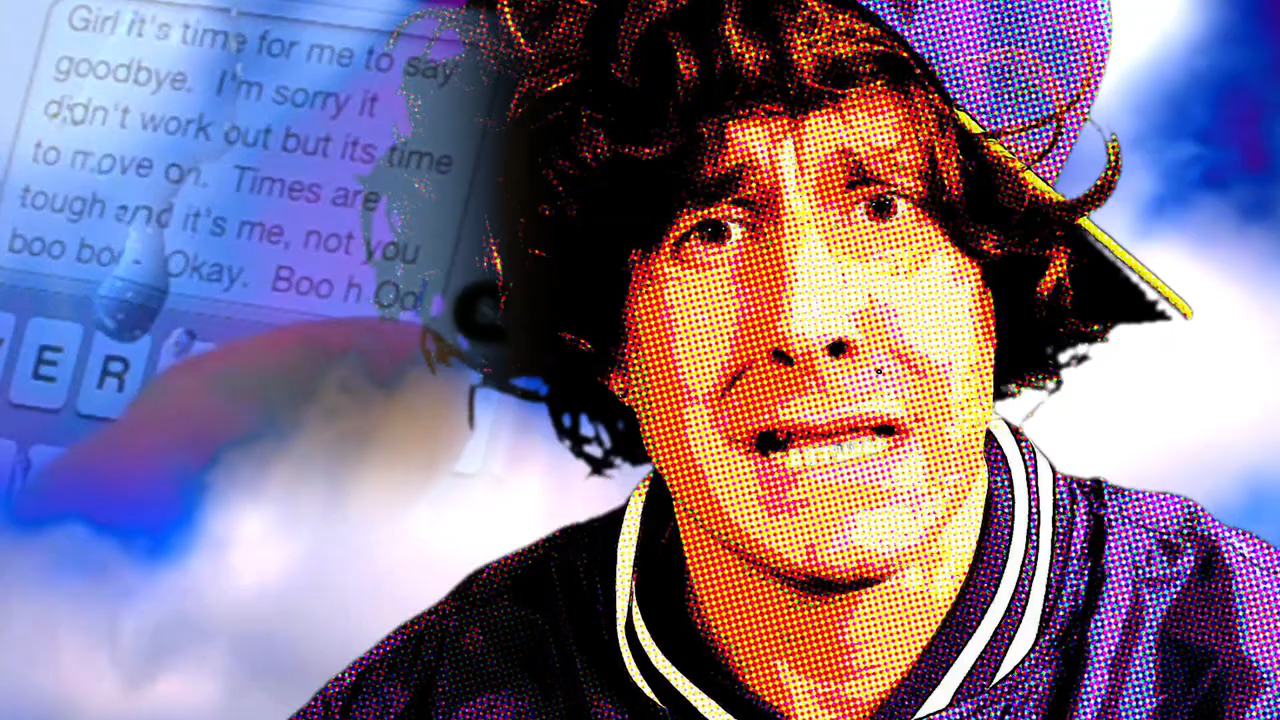 Girl it's time for me to say
goodbye. I'm sorry it
didn't work out but its time
to move on. Times are
tough and it's me, not you
boo boo. Okay. Boo h
E R